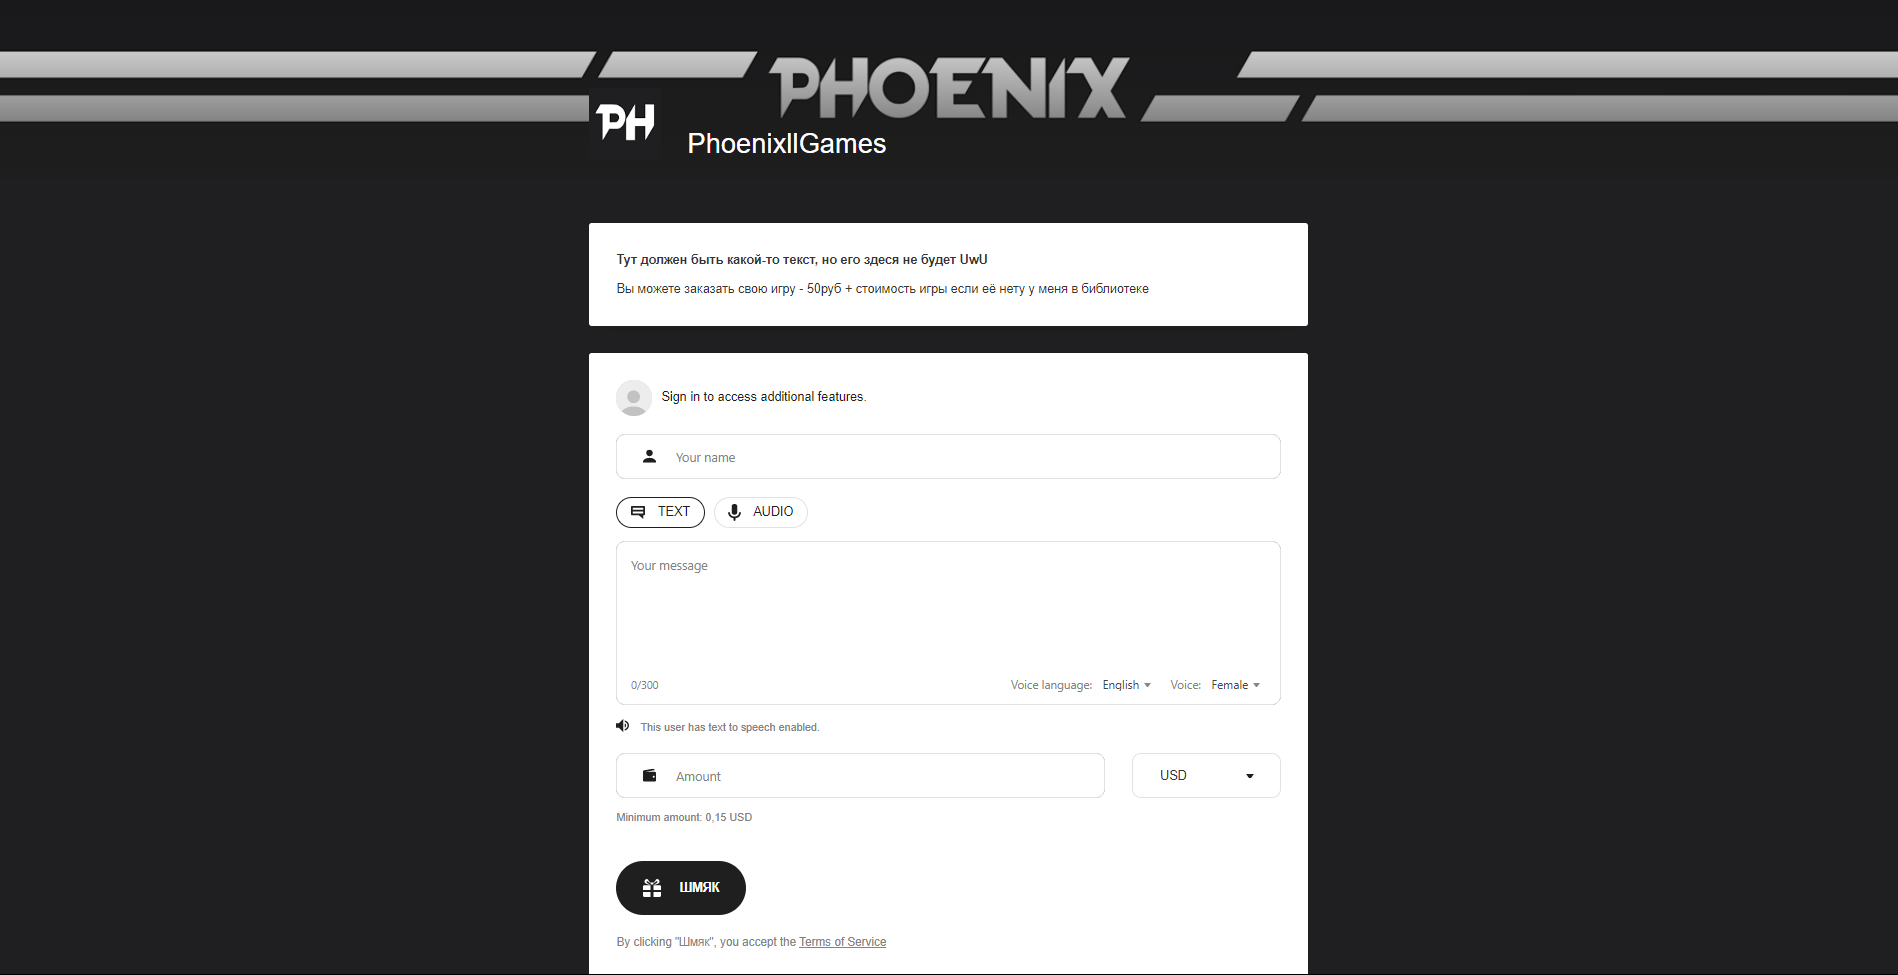 PHOENIX
PH
PhoenixllGames
Тут должен быть какой-то текст, но его здеся не будет UwU
Вы можете заказать свою игру - 50руб + стоимость игры если её нету у меня в библиотеке
Sign in to access additional features.
Your name
TEXT AUDIO
Your message
0/300 Voice language: English Voice: Female
This user has text to speech enabled.
Amount USD
Minimum amount: 0,15 USD
ШМЯК
By clicking "Шмяк", you accept the Terms of Service